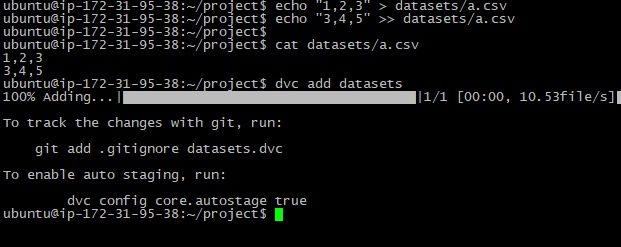 ubuntu@ip-172-31-95-38:~/project$ echo "1,2,3" > datasets/a.csv
ubuntu@ip-172-31-95-38:~/project$ echo "3,4,5" >> datasets/a.csv
ubuntu@ip-172-31-95-38:~/project$
ubuntu@ip-172-31-95-38:~/project$ cat datasets/a.csv
1,2,3
3,4,5
ubuntu@ip-172-31-95-38:~/project$ dvc add datasets
100% Adding...| |1/1 [00:00, 10.53file/s]
To track the changes with git, run:
git add .gitignore datasets.dvc
To enable auto staging, run:
dvc config core.autostage true
ubuntu@ip-172-31-95-38:~/project$